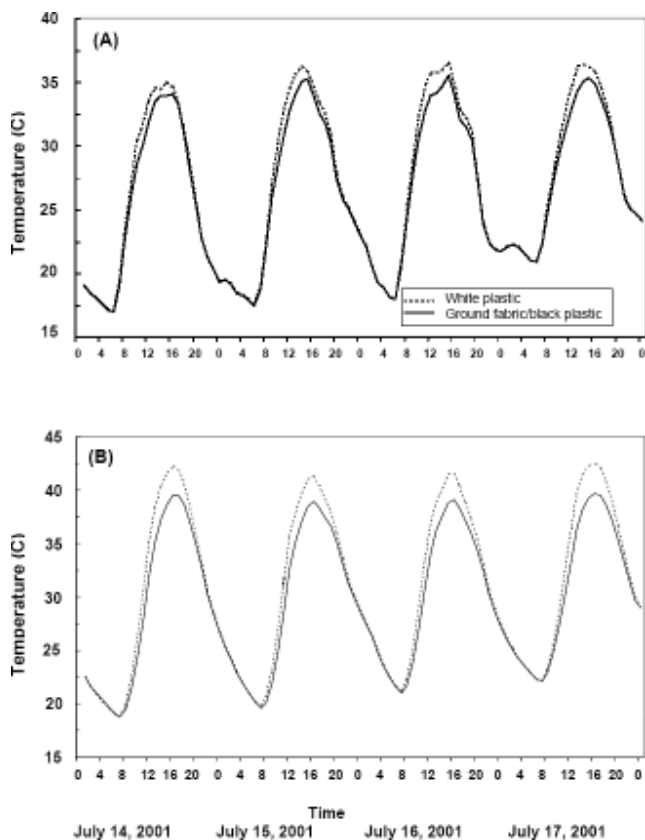 40
(A)
35
30
25
20
15
Temperature (C)
White plastic
Ground fabric/black plastic
0 4 8 12 16 20 0 4 8 12 16 20 0 4 8 12 16 20 0 4 8 12 16 20 0
45
(B)
40
35
30
25
20
15
Temperature (C)
0 4 8 12 16 20 0 4 8 12 16 20 0 4 8 12 16 20 0 4 8 12 16 20 0
Time
July 14, 2001 July 15, 2001 July 16, 2001 July 17, 2001